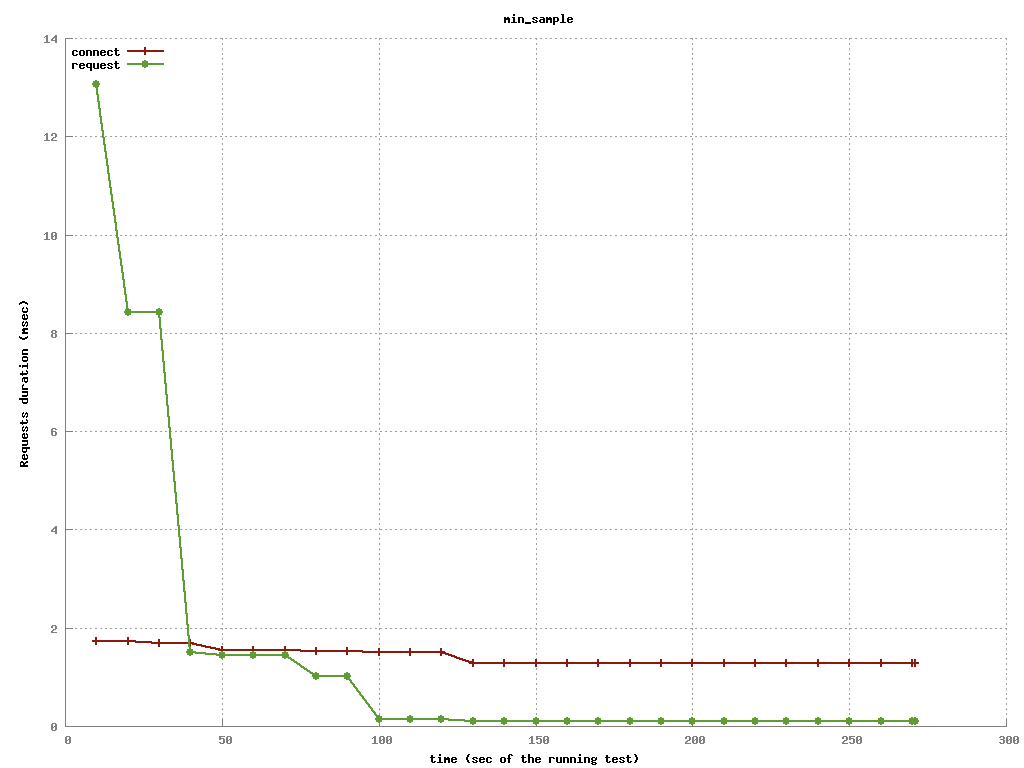 min_sample
connect
request
14
12
10
8
6
4
2
0
Requests duration (msec)
0 50 100 150 200 250 300
time (sec of the running test)